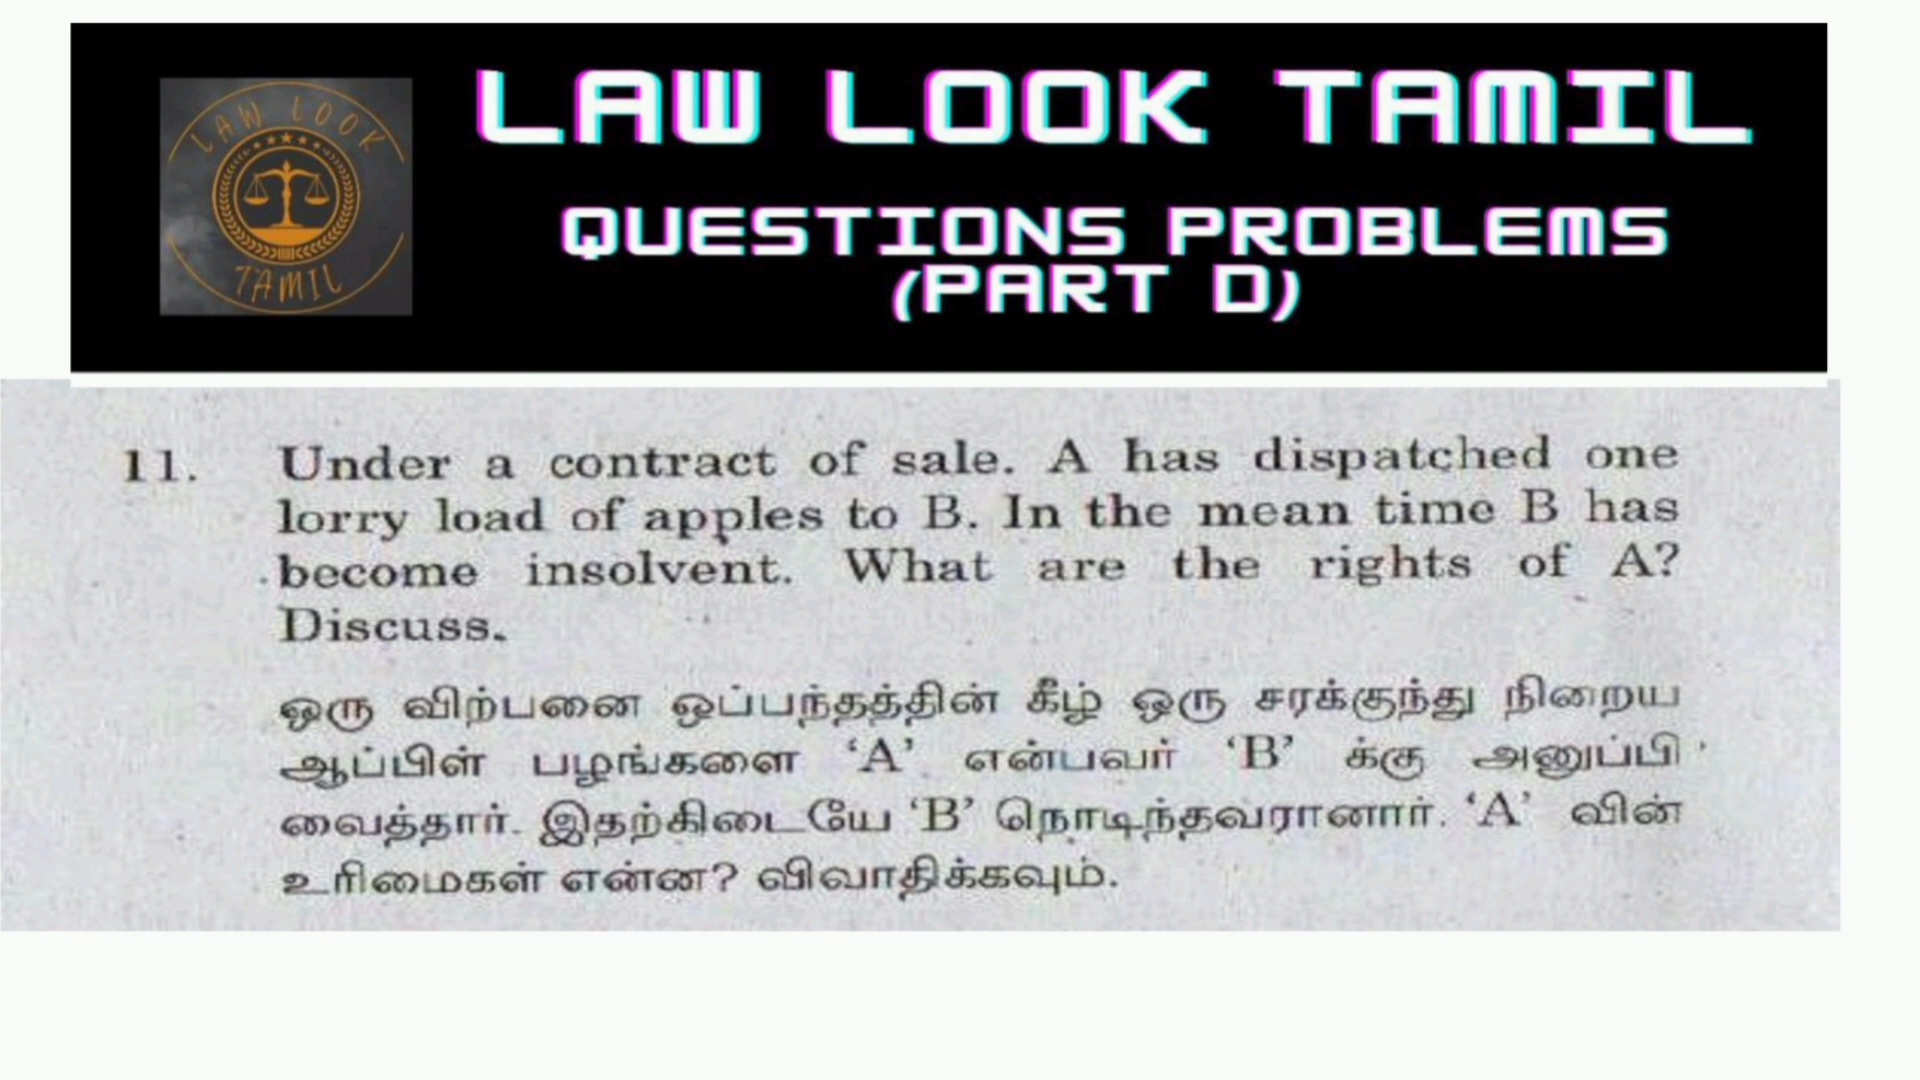 LAW LOOK TAMIL
QUESTIONS PROBLEMS
(PART D)
LAW LOOK
TAMIL
11. Under a contract of sale. A has dispatched one
lorry load of apples to B. In the mean time B has
become insolvent. What are the rights of A?
Discuss.
ஒரு விற்பனை ஒப்பந்தத்தின் கீழ் ஒரு சரக்குந்து நிறைய
ஆப்பிள் பழங்களை ‘A’ என்பவர் ‘B’ க்கு அனுப்பி
வைத்தார். இதற்கிடையே ‘B’ நொடிந்தவரானார். ‘A’ வின்
உரிமைகள் என்ன? விவாதிக்கவும்.